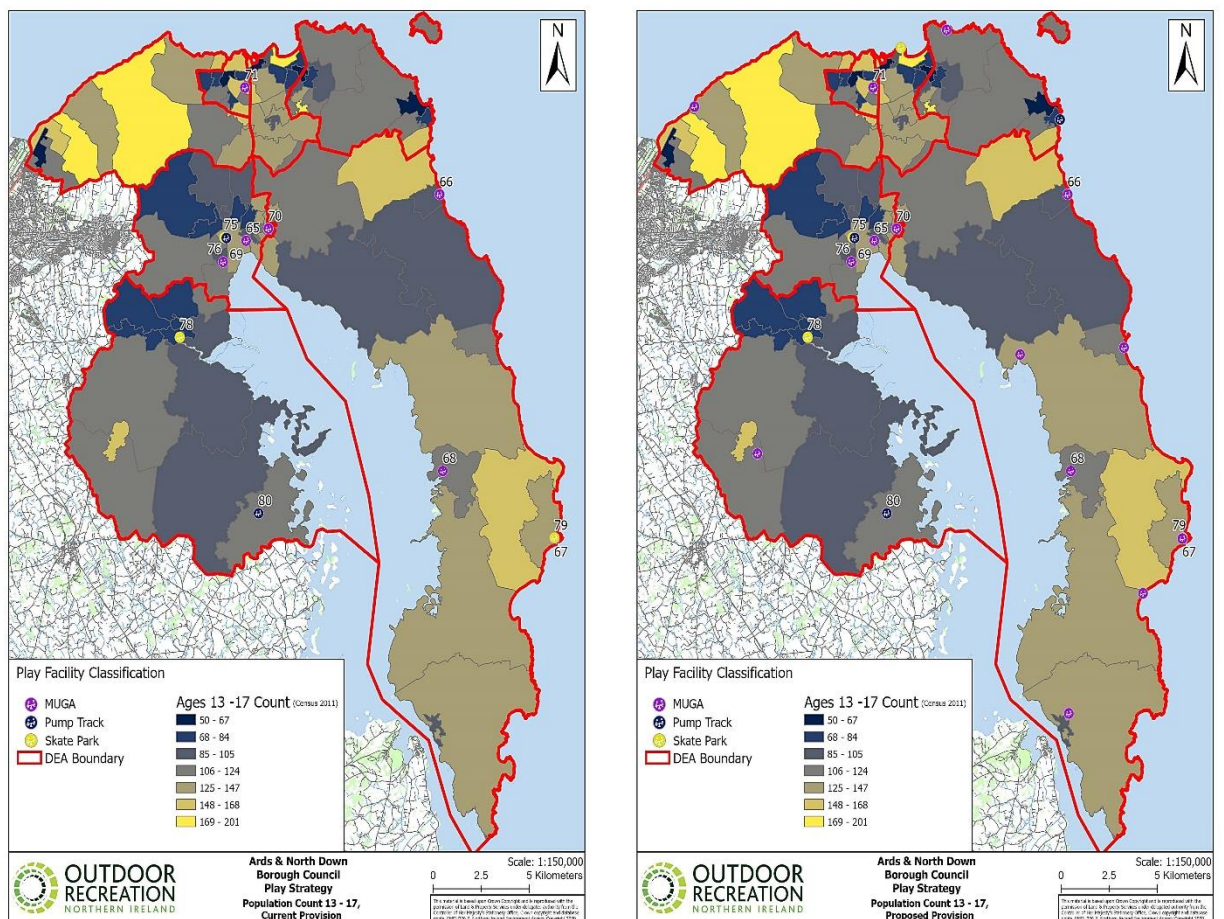 N
71
66
70
75
65
76
69
78
68
80
79
67
Play Facility Classification
MUGA
Pump Track
Skate Park
DEA Boundary
Ages 13 -17 Count (Census 2011)
50 - 67
68 - 84
85 - 105
106 - 124
125 - 147
148 - 168
169 - 201
OUTDOOR
RECREATION
NORTHERN IRELAND
Ards & North Down
Borough Council
Play Strategy
Population Count 13 - 17,
Current Provision
Scale: 1:150,000
0 2.5 5 Kilometers
N
71
66
70
75
65
76
69
78
68
80
79
67
Play Facility Classification
MUGA
Pump Track
Skate Park
DEA Boundary
Ages 13 -17 Count (Census 2011)
50 - 67
68 - 84
85 - 105
106 - 124
125 - 147
148 - 168
169 - 201
OUTDOOR
RECREATION
NORTHERN IRELAND
Ards & North Down
Borough Council
Play Strategy
Population Count 13 - 17,
Proposed Provision
Scale: 1:150,000
0 2.5 5 Kilometers